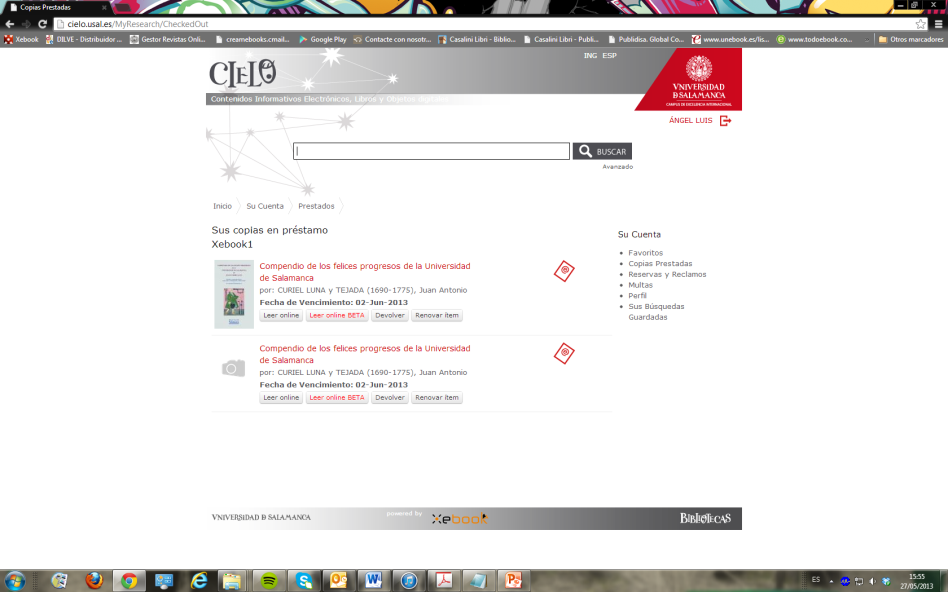 Copias Prestadas
cielo.usal.es/MyResearch/CheckedOut
Xebook DILVE - Distribuidor ... Gestor Revistas Onli... creamebooks.cmail... Google Play Contacte con nosotr... Casalini Libri - Biblio... Casalini Libri - Publi... Publidisa. Global Co... www.unebook.es/lis... www.todoebook.co... Otros marcadores
CIELO
ING ESP
Contenidos Informativos Electrónicos, Libros y Objetos digitales
VNIVERSIDAD
D SALAMANCA
CAMPUS DE EXCELENCIA INTERNACIONAL
ÁNGEL LUIS
BUSCAR
Avanzado
Inicio Su Cuenta Prestados
Sus copias en préstamo
Xebook1
Compendio de los felices progresos de la Universidad
de Salamanca
por: CURIEL LUNA y TEJADA (1690-1775), Juan Antonio
Fecha de Vencimiento: 02-Jun-2013
Leer online Leer online BETA Devolver Renovar ítem
Compendio de los felices progresos de la Universidad
de Salamanca
por: CURIEL LUNA y TEJADA (1690-1775), Juan Antonio
Fecha de Vencimiento: 02-Jun-2013
Leer online Leer online BETA Devolver Renovar ítem
Su Cuenta
Favoritos
Copias Prestadas
Reservas y Reclamos
Multas
Perfil
Sus Búsquedas
Guardadas
VNIVERSIDAD D SALAMANCA
powered by
Xebook
BIBLIOTECAS
ES
15:55
27/05/2013